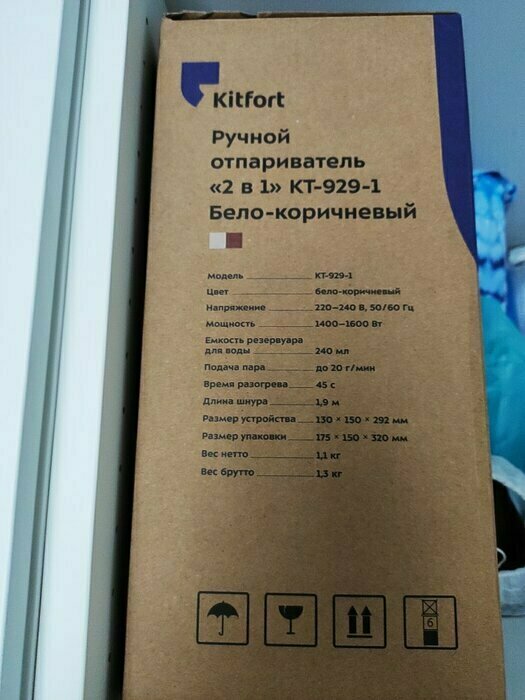 Kitfort
Ручной
отпариватель
«2 в 1» КТ-929-1
Бело-коричневый
Модель КТ-929-1
Цвет бело-коричневый
Напряжение 220–240 В, 50/60 Гц
Мощность 1400–1600 Вт
Емкость резервуара
для воды 240 мл
Подача пара до 20 г/мин
Время разогрева 45 с
Длина шнура 1,9 м
Размер устройства 130 × 150 × 292 мм
Размер упаковки 175 × 150 × 320 мм
Вес нетто 1,1 кг
Вес брутто 1,3 кг
6